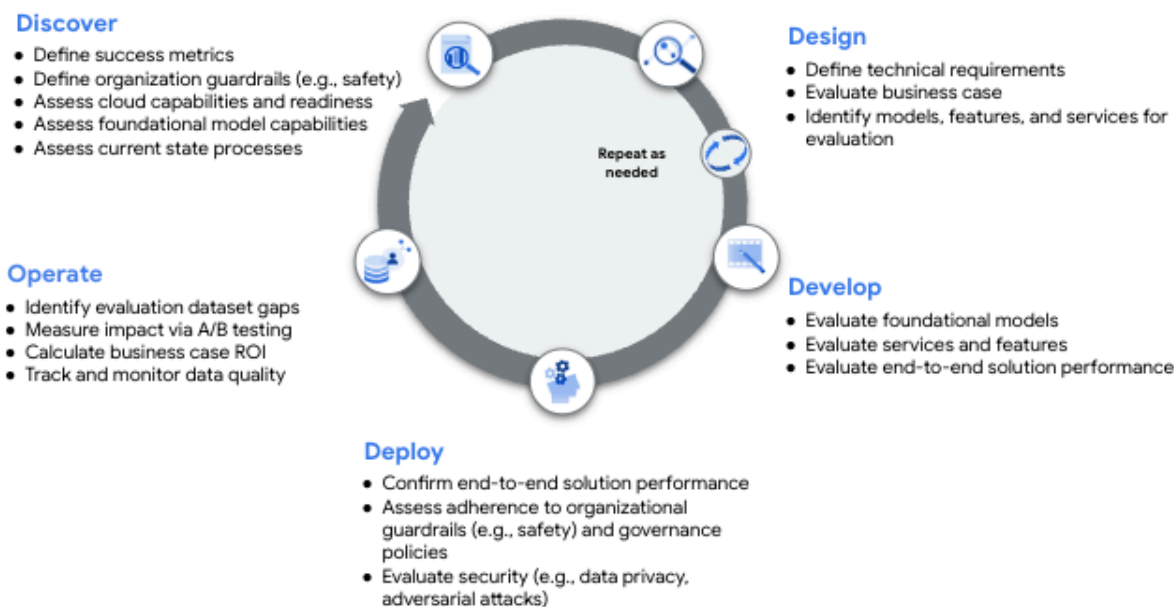 Discover
● Define success metrics
● Define organization guardrails (e.g., safety)
● Assess cloud capabilities and readiness
● Assess foundational model capabilities
● Assess current state processes
Design
● Define technical requirements
● Evaluate business case
● Identify models, features, and services for
evaluation
Repeat as
needed
Develop
● Evaluate foundational models
● Evaluate services and features
● Evaluate end-to-end solution performance
Deploy
● Confirm end-to-end solution performance
● Assess adherence to organizational
guardrails (e.g., safety) and governance
policies
● Evaluate security (e.g., data privacy,
adversarial attacks)
Operate
● Identify evaluation dataset gaps
● Measure impact via A/B testing
● Calculate business case ROI
● Track and monitor data quality